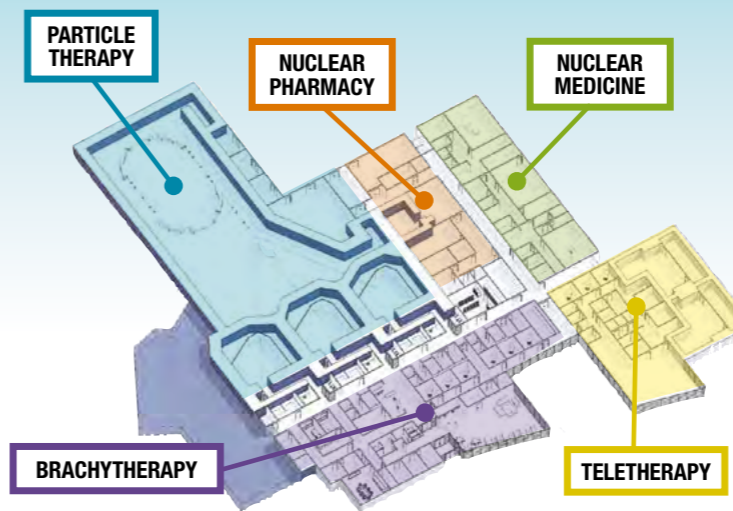 PARTICLE
THERAPY
NUCLEAR
PHARMACY
NUCLEAR
MEDICINE
BRACHYTHERAPY
TELETHERAPY